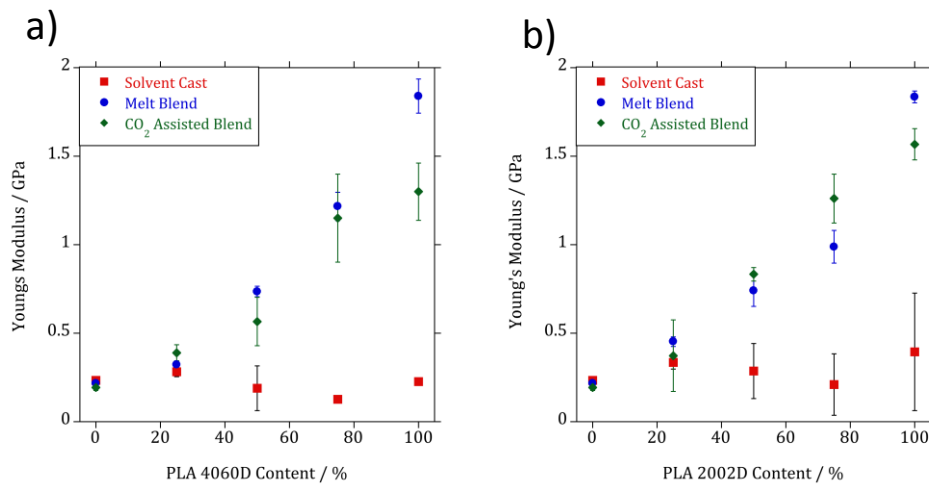 a)
2
1.5
1
0.5
0
Youngs Modulus / GPa
Solvent Cast
Melt Blend
CO2 Assisted Blend
0 20 40 60 80 100
PLA 4060D Content / %
b)
2
1.5
1
0.5
0
Young's Modulus / GPa
Solvent Cast
Melt Blend
CO2 Assisted Blend
0 20 40 60 80 100
PLA 2002D Content / %